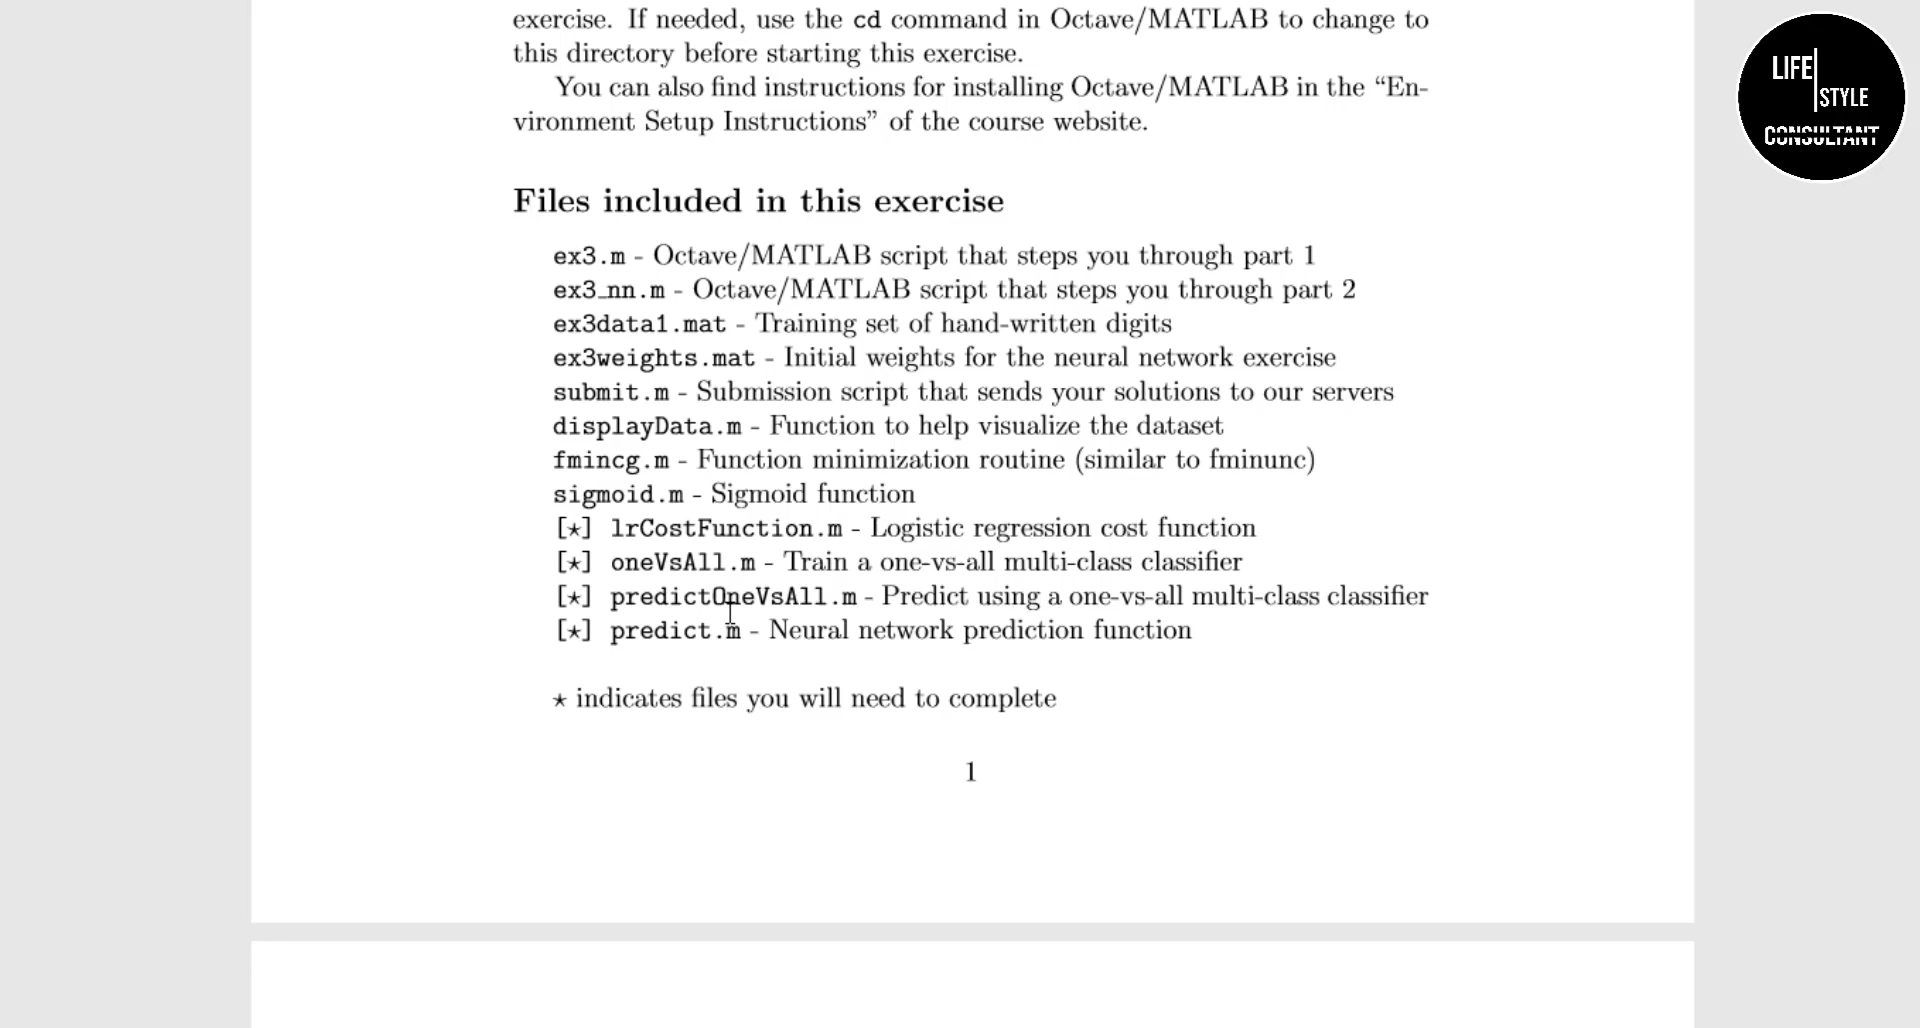 exercise. If needed, use the cd command in Octave/MATLAB to change to
this directory before starting this exercise.
You can also find instructions for installing Octave/MATLAB in the “En-
vironment Setup Instructions” of the course website.
Files included in this exercise
ex3.m - Octave/MATLAB script that steps you through part 1
ex3_nn.m - Octave/MATLAB script that steps you through part 2
ex3data1.mat - Training set of hand-written digits
ex3weights.mat - Initial weights for the neural network exercise
submit.m - Submission script that sends your solutions to our servers
displayData.m - Function to help visualize the dataset
fmincg.m - Function minimization routine (similar to fminunc)
sigmoid.m - Sigmoid function
[⋆] lrCostFunction.m - Logistic regression cost function
[⋆] oneVsAll.m - Train a one-vs-all multi-class classifier
[⋆] predictOneVsAll.m - Predict using a one-vs-all multi-class classifier
[⋆] predict.m - Neural network prediction function
⋆ indicates files you will need to complete
1
LIFE
STYLE
CONSULTANT